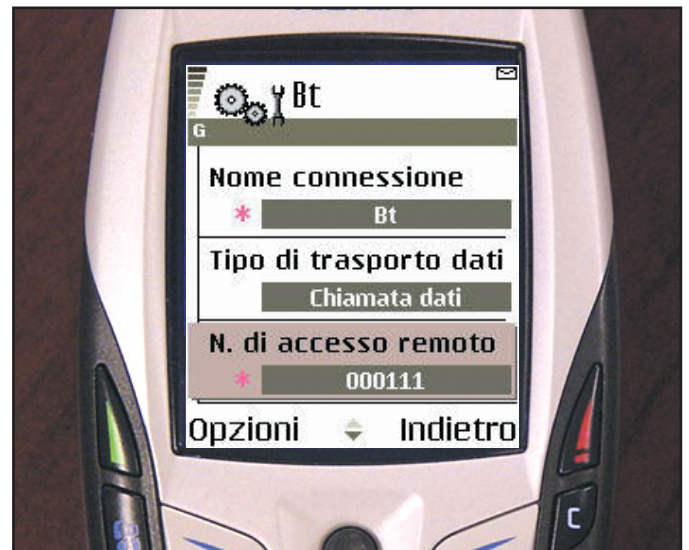 Bt
G
Nome connessione
* Bt
Tipo di trasporto dati
Chiamata dati
N. di accesso remoto
* 000111
Opzioni Indietro
C